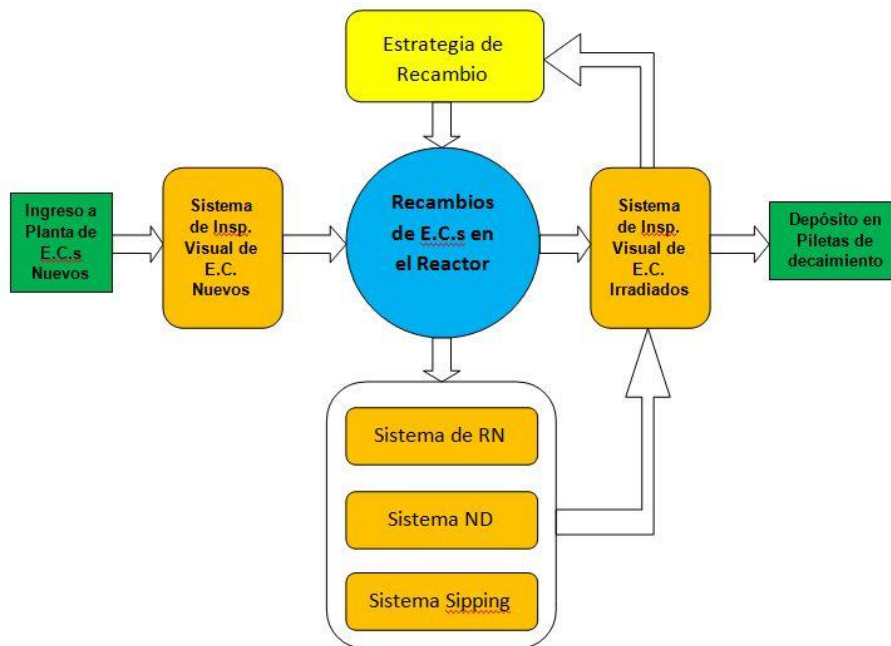 Estrategia de
Recambio
Ingreso a
Planta de
E.C.s
Nuevos
Sistema
de Insp.
Visual de
E.C.
Nuevos
Recambios
de E.C.s en
el Reactor
Sistema
de Insp.
Visual de
E.C.
Irradiados
Depósito en
Piletas de
decaimiento
Sistema de RN
Sistema ND
Sistema Sipping